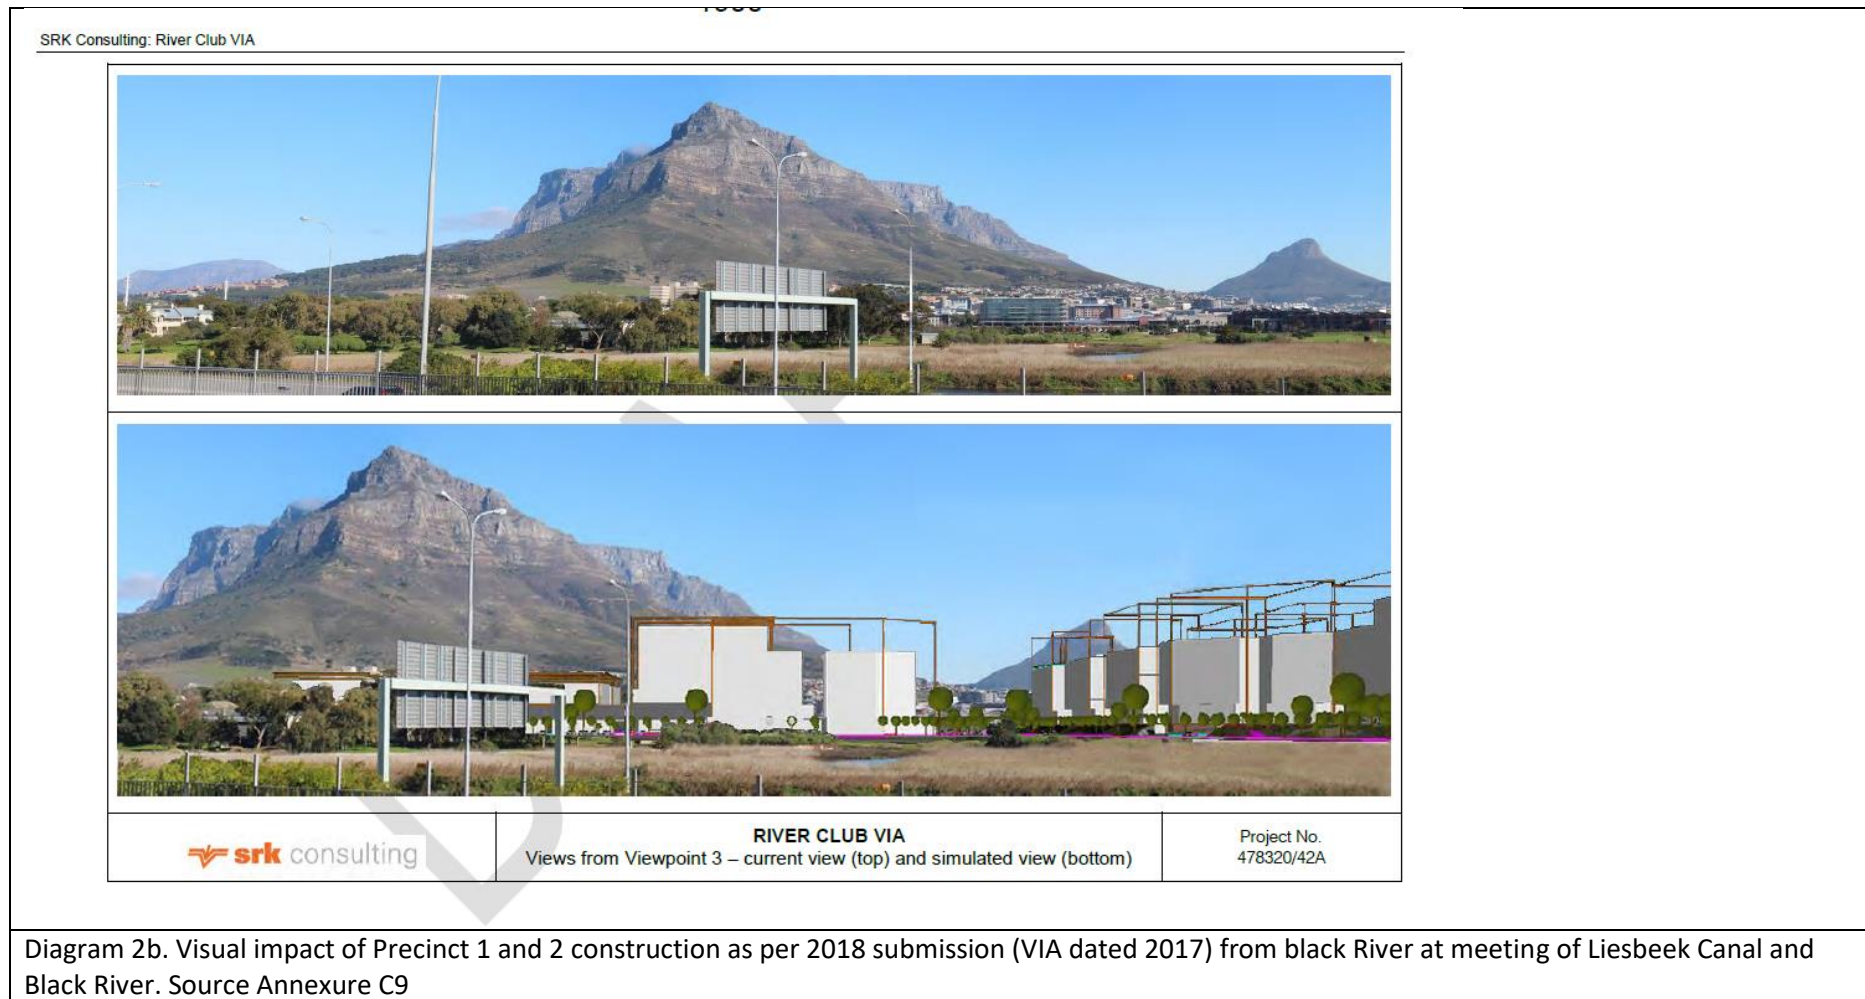 SRK Consulting: River Club VIA
srk consulting
RIVER CLUB VIA
Views from Viewpoint 3 – current view (top) and simulated view (bottom)
Project No.
478320/42A
Diagram 2b. Visual impact of Precinct 1 and 2 construction as per 2018 submission (VIA dated 2017) from black River at meeting of Liesbeek Canal and
Black River. Source Annexure C9